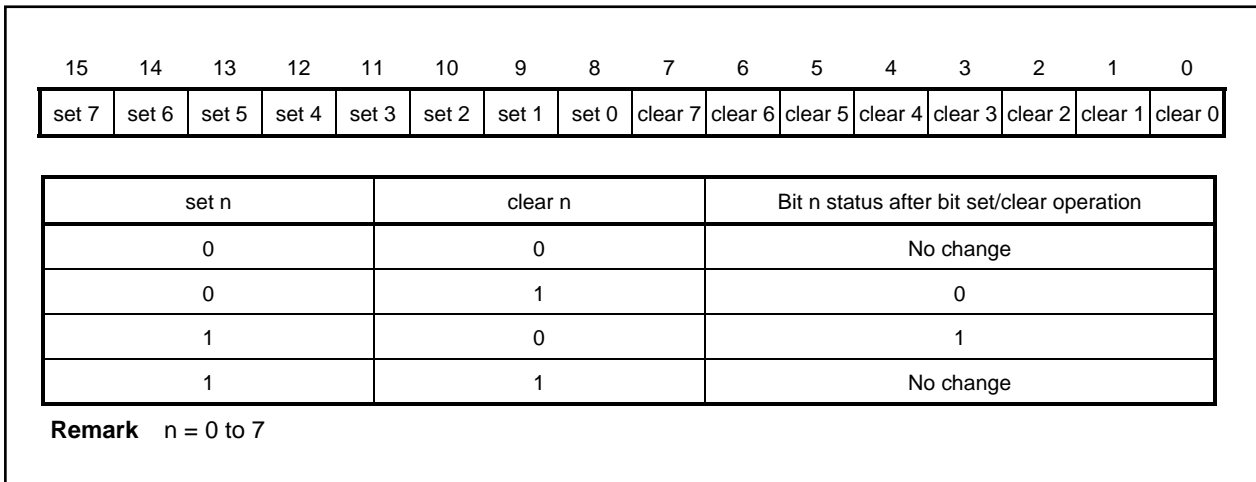 15 14 13 12 11 10 9 8 7 6 5 4 3 2 1 0
set 7 set 6 set 5 set 4 set 3 set 2 set 1 set 0 clear 7 clear 6 clear 5 clear 4 clear 3 clear 2 clear 1 clear 0
set n clear n Bit n status after bit set/clear operation
0 0 No change
0 1 0
1 0 1
1 1 No change
Remark n = 0 to 7